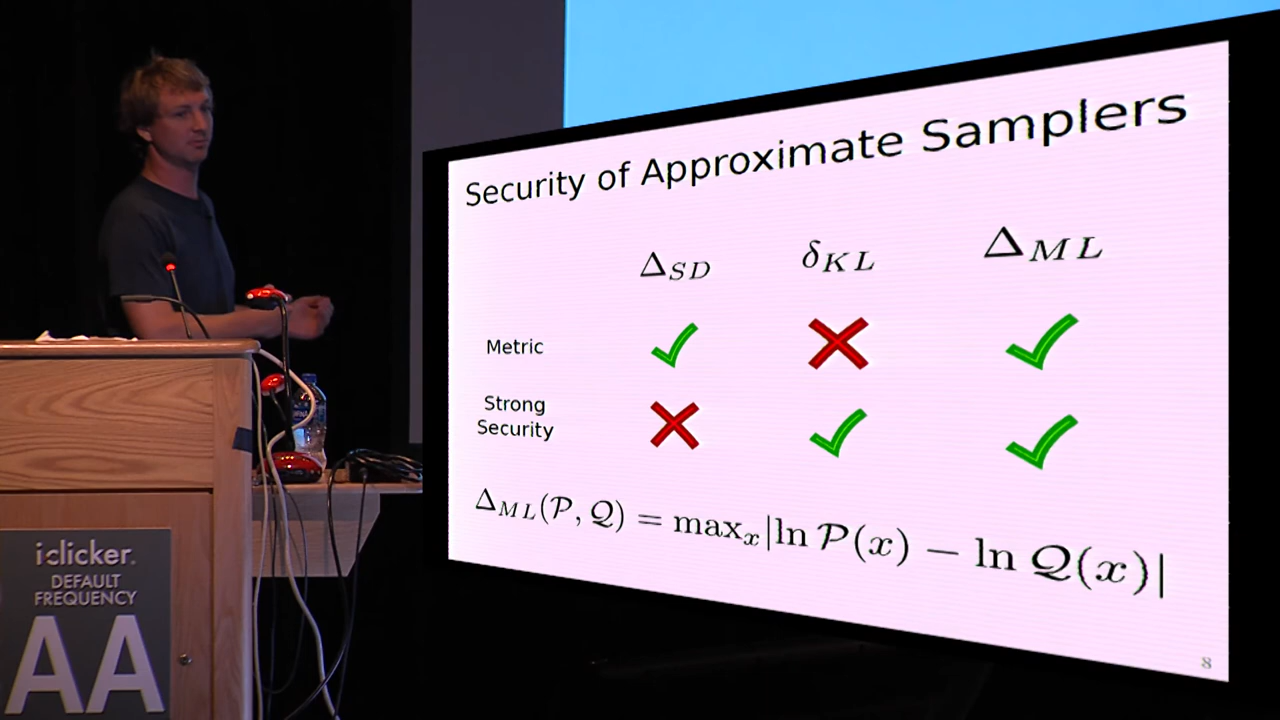 Security of Approximate Samplers
Δ_SD δ_KL Δ_ML
Metric ✓ ✗ ✓
Strong
Security ✗ ✓ ✓
Δ_ML(𝒫, 𝒬) = max_x |ln 𝒫(x) − ln 𝒬(x)|
8
iclicker.
DEFAULT
FREQUENCY
AA